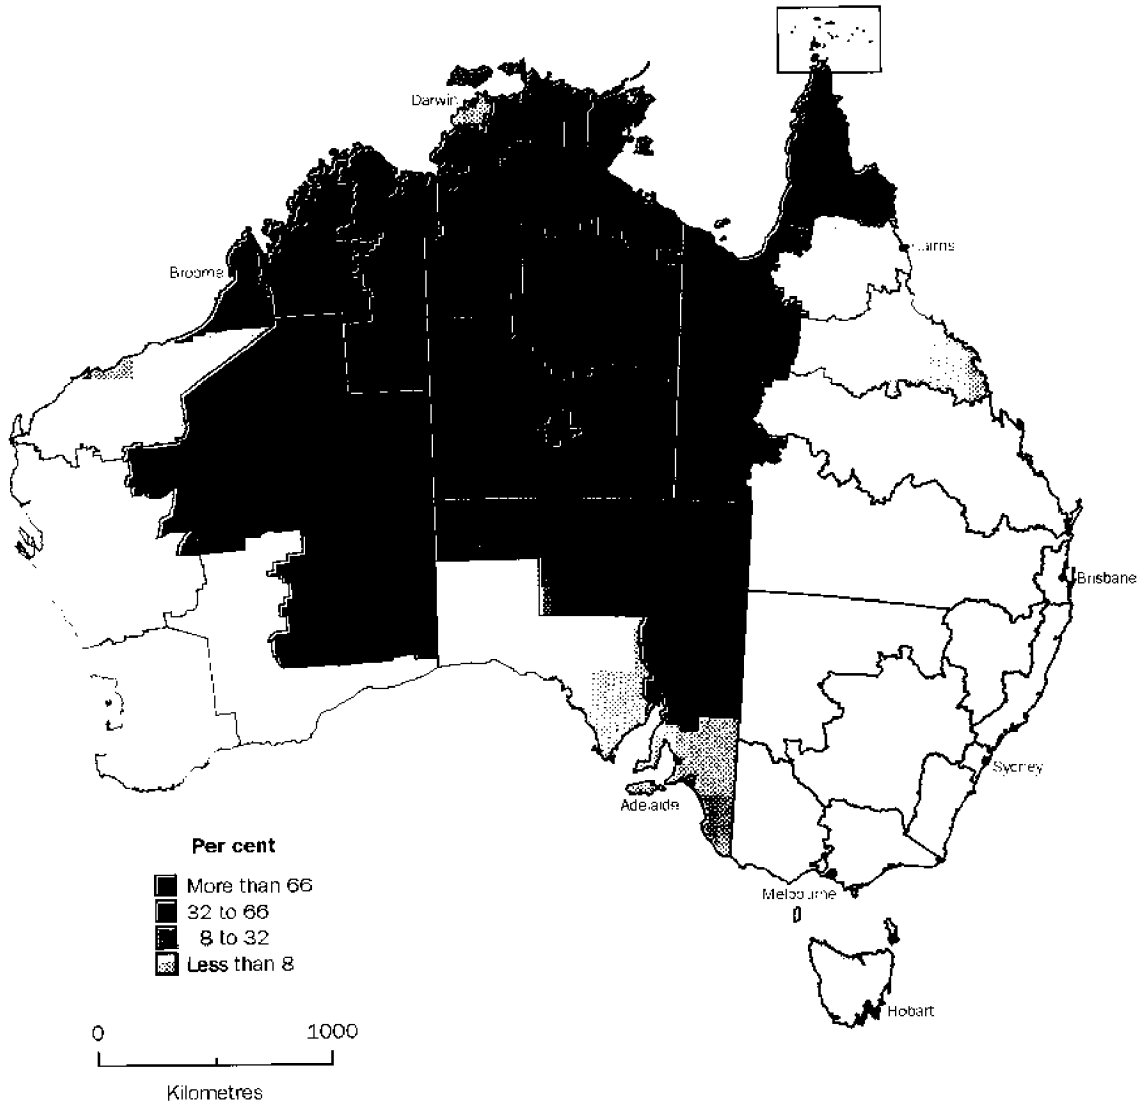 Darwin
Broome
Brisbane
Sydney
Adelaide
Per cent
More than 66
32 to 66
8 to 32
Less than 8
Melbourne
Hobart
0 1000
Kilometres